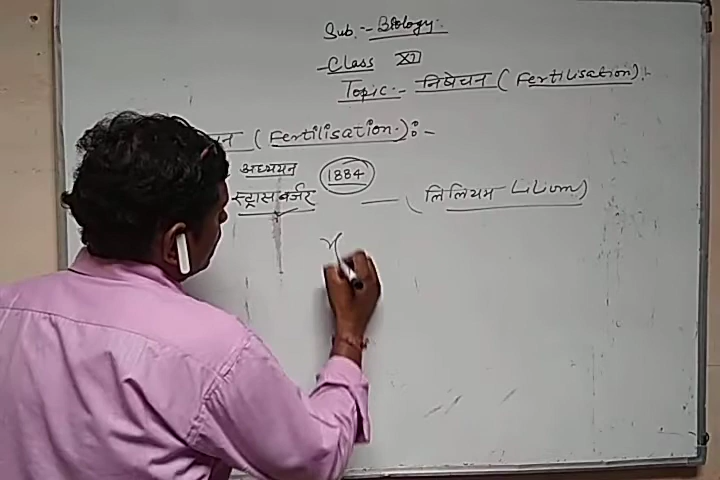 Sub.:- Biology.
Class XII
Topic:- निषेचन ( Fertilisation):-
( Fertilisation.):-
अध्ययन 1884
स्ट्रासबर्जर — ( लिलियम Lilium)